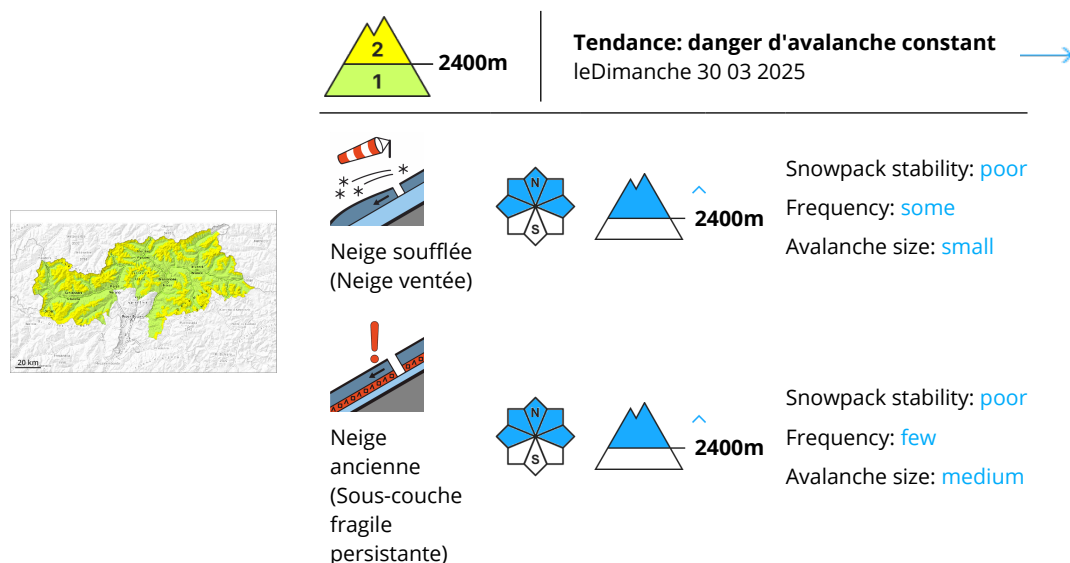 2
1
2400m
Tendance: danger d'avalanche constant
leDimanche 30 03 2025
N
S
2400m
Snowpack stability: poor
Frequency: some
Avalanche size: small
Neige soufflée
(Neige ventée)
20 km
N
S
2400m
Snowpack stability: poor
Frequency: few
Avalanche size: medium
Neige
ancienne
(Sous-couche
fragile
persistante)